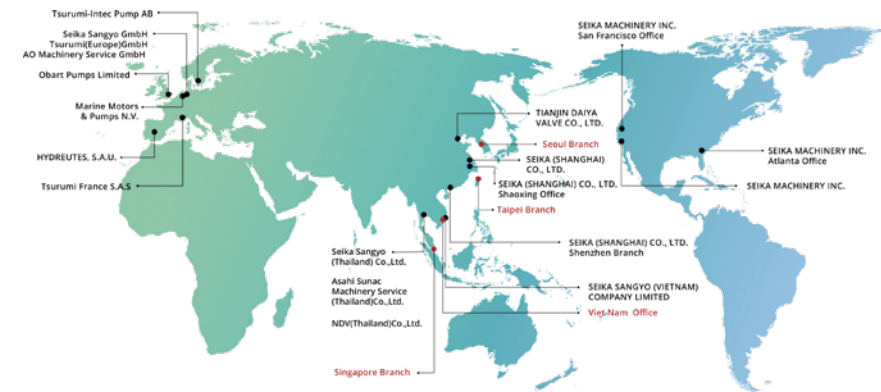 Tsurumi-Intec Pump AB
Seika Sangyo GmbH
Tsurumi(Europe)GmbH
AO Machinery Service GmbH
Obart Pumps Limited
Marine Motors
& Pumps N.V.
HYDREUTES, S.A.U.
Tsurumi France S.A.S
Seika Sangyo
(Thailand) Co.,Ltd.
Asahi Sunac
Machinery Service
(Thailand)Co.,Ltd.
NDV(Thailand)Co.,Ltd.
Singapore Branch
TIANJIN DAIYA
VALVE CO., LTD.
Seoul Branch
SEIKA (SHANGHAI)
CO., LTD.
SEIKA (SHANGHAI) CO., LTD.
Shaoxing Office
Taipei Branch
SEIKA (SHANGHAI) CO., LTD.
Shenzhen Branch
SEIKA SANGYO (VIETNAM)
COMPANY LIMITED
Viet Nam Office
SEIKA MACHINERY INC.
San Francisco Office
SEIKA MACHINERY INC.
Atlanta Office
SEIKA MACHINERY INC.